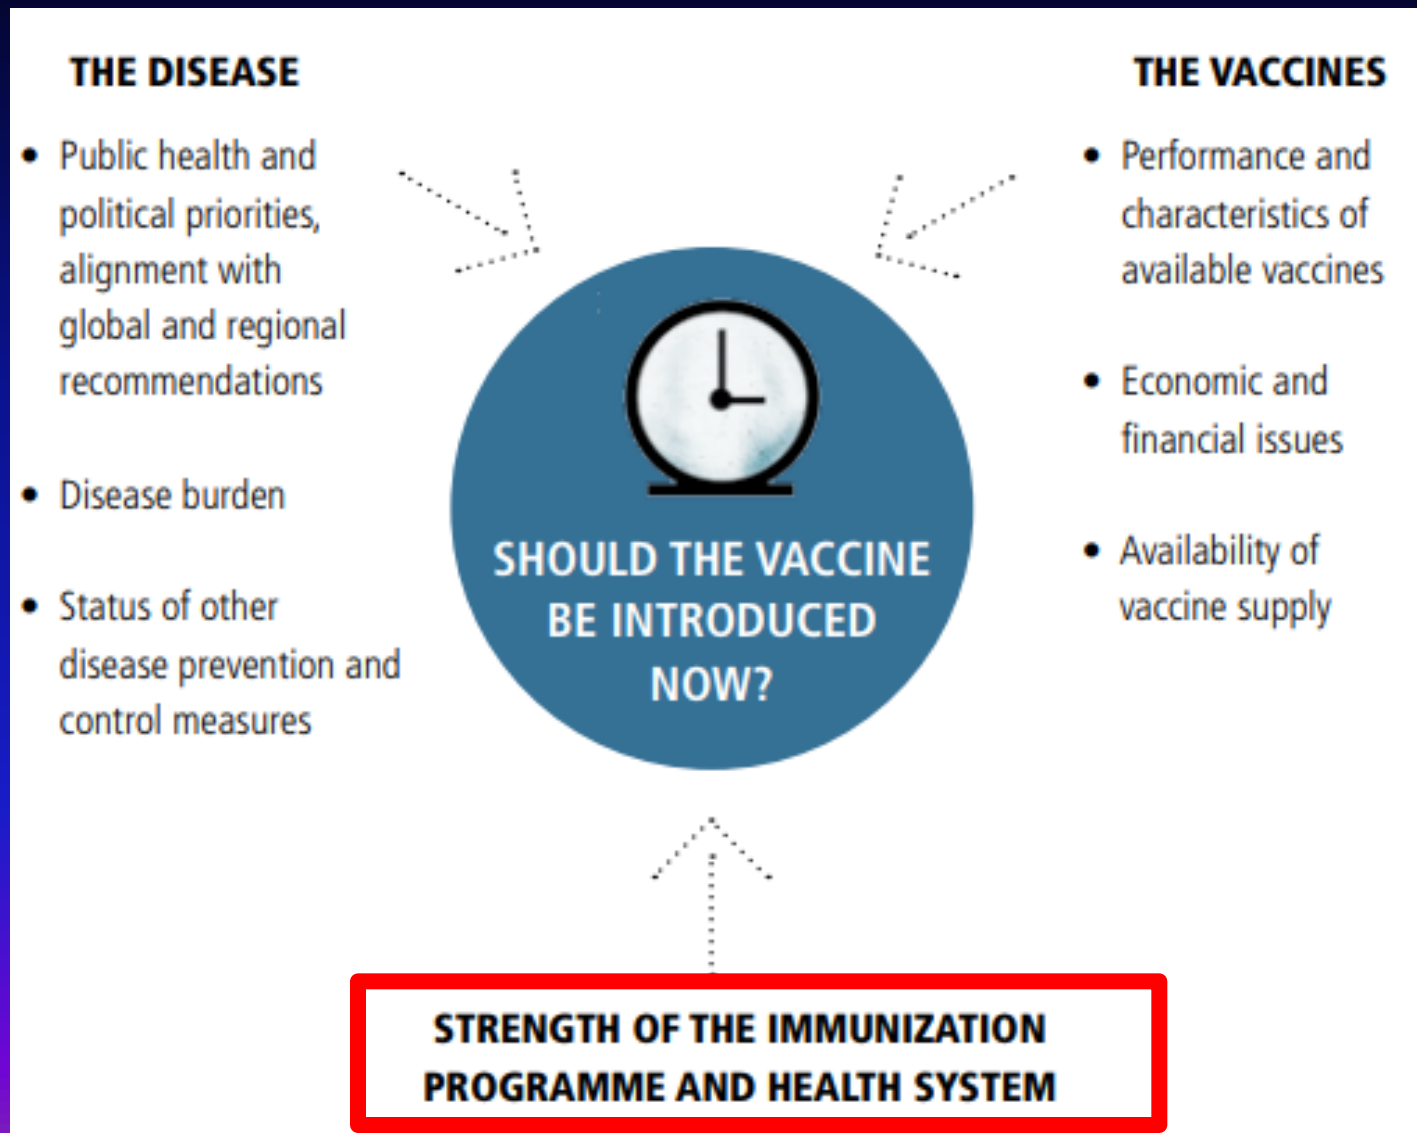 THE DISEASE
• Public health and
political priorities,
alignment with
global and regional
recommendations
• Disease burden
• Status of other
disease prevention and
control measures
THE VACCINES
• Performance and
characteristics of
available vaccines
• Economic and
financial issues
• Availability of
vaccine supply
SHOULD THE VACCINE
BE INTRODUCED
NOW?
STRENGTH OF THE IMMUNIZATION
PROGRAMME AND HEALTH SYSTEM